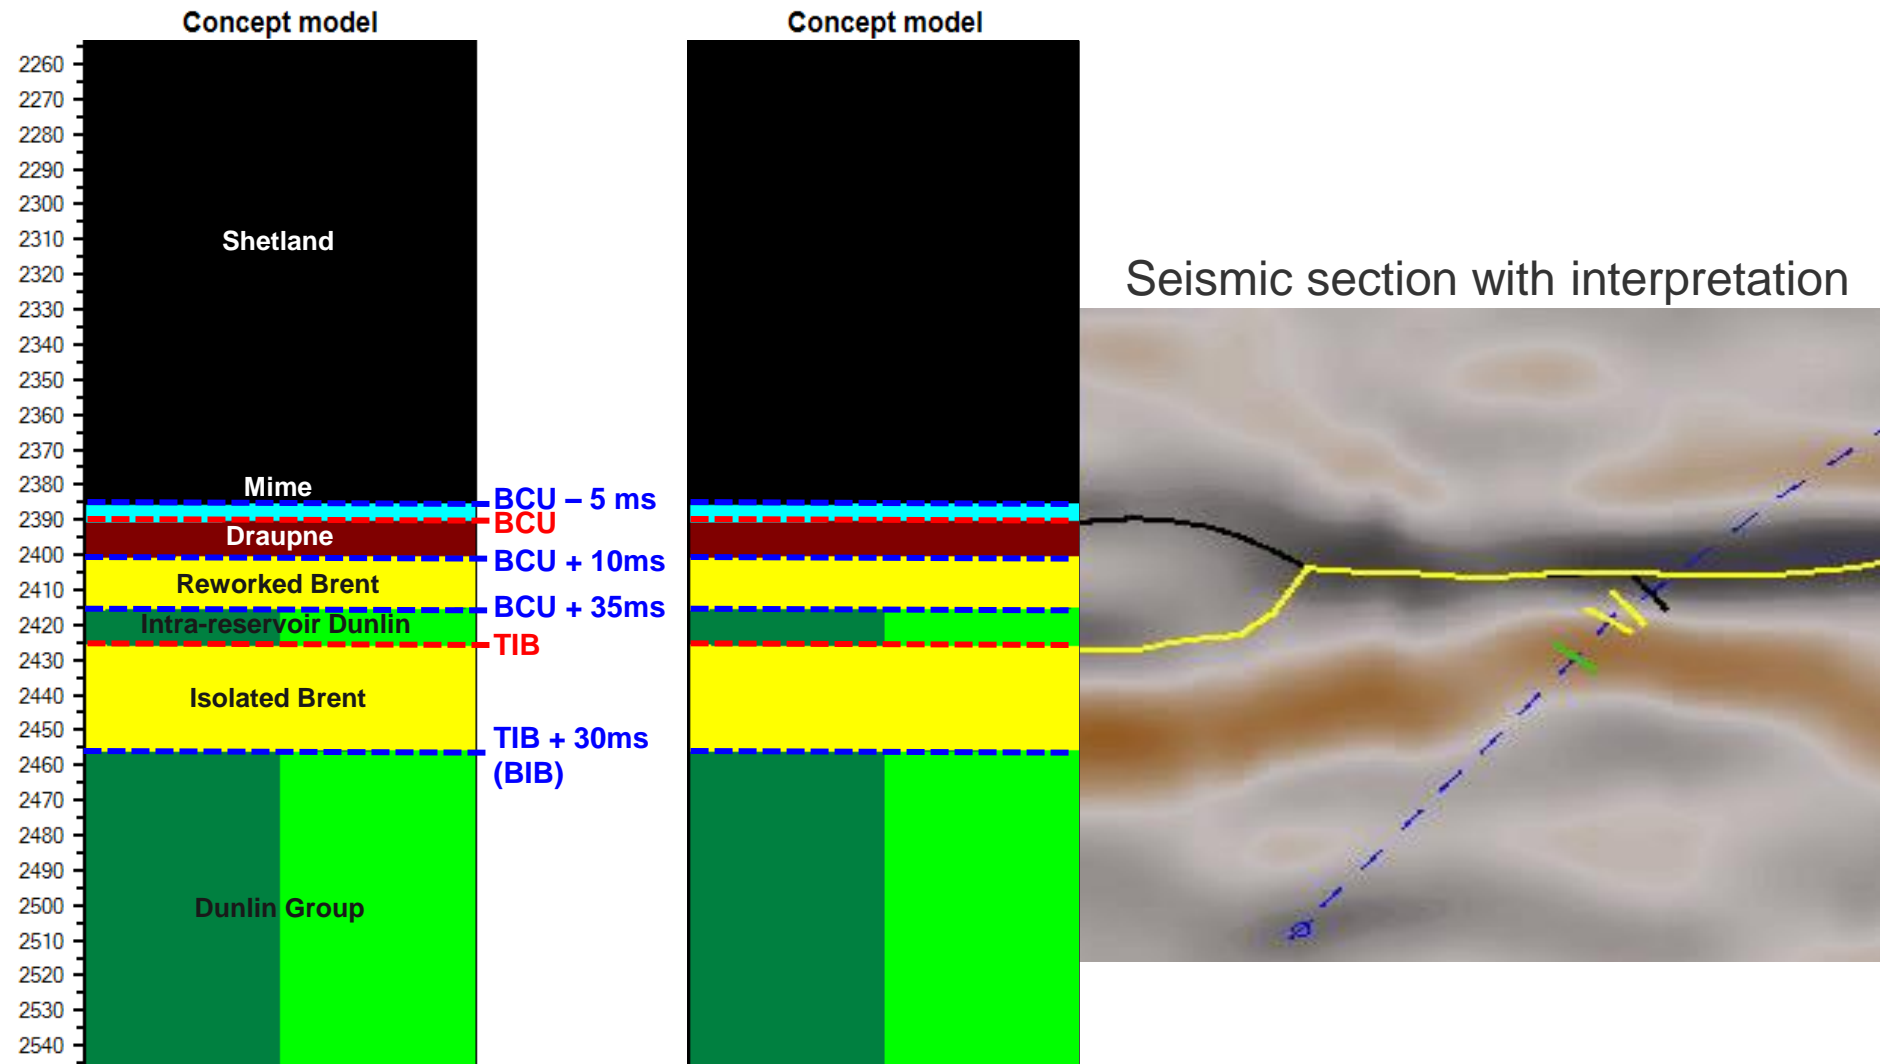 Concept model
Concept model
2260
2270
2280
2290
2300
2310
2320
2330
2340
2350
2360
2370
2380
2390
2400
2410
2420
2430
2440
2450
2460
2470
2480
2490
2500
2510
2520
2530
2540
Shetland
Mime
Draupne
Reworked Brent
Intra-reservoir Dunlin
Isolated Brent
Dunlin Group
BCU – 5 ms
BCU
BCU + 10ms
BCU + 35ms
TIB
TIB + 30ms
(BIB)
Seismic section with interpretation